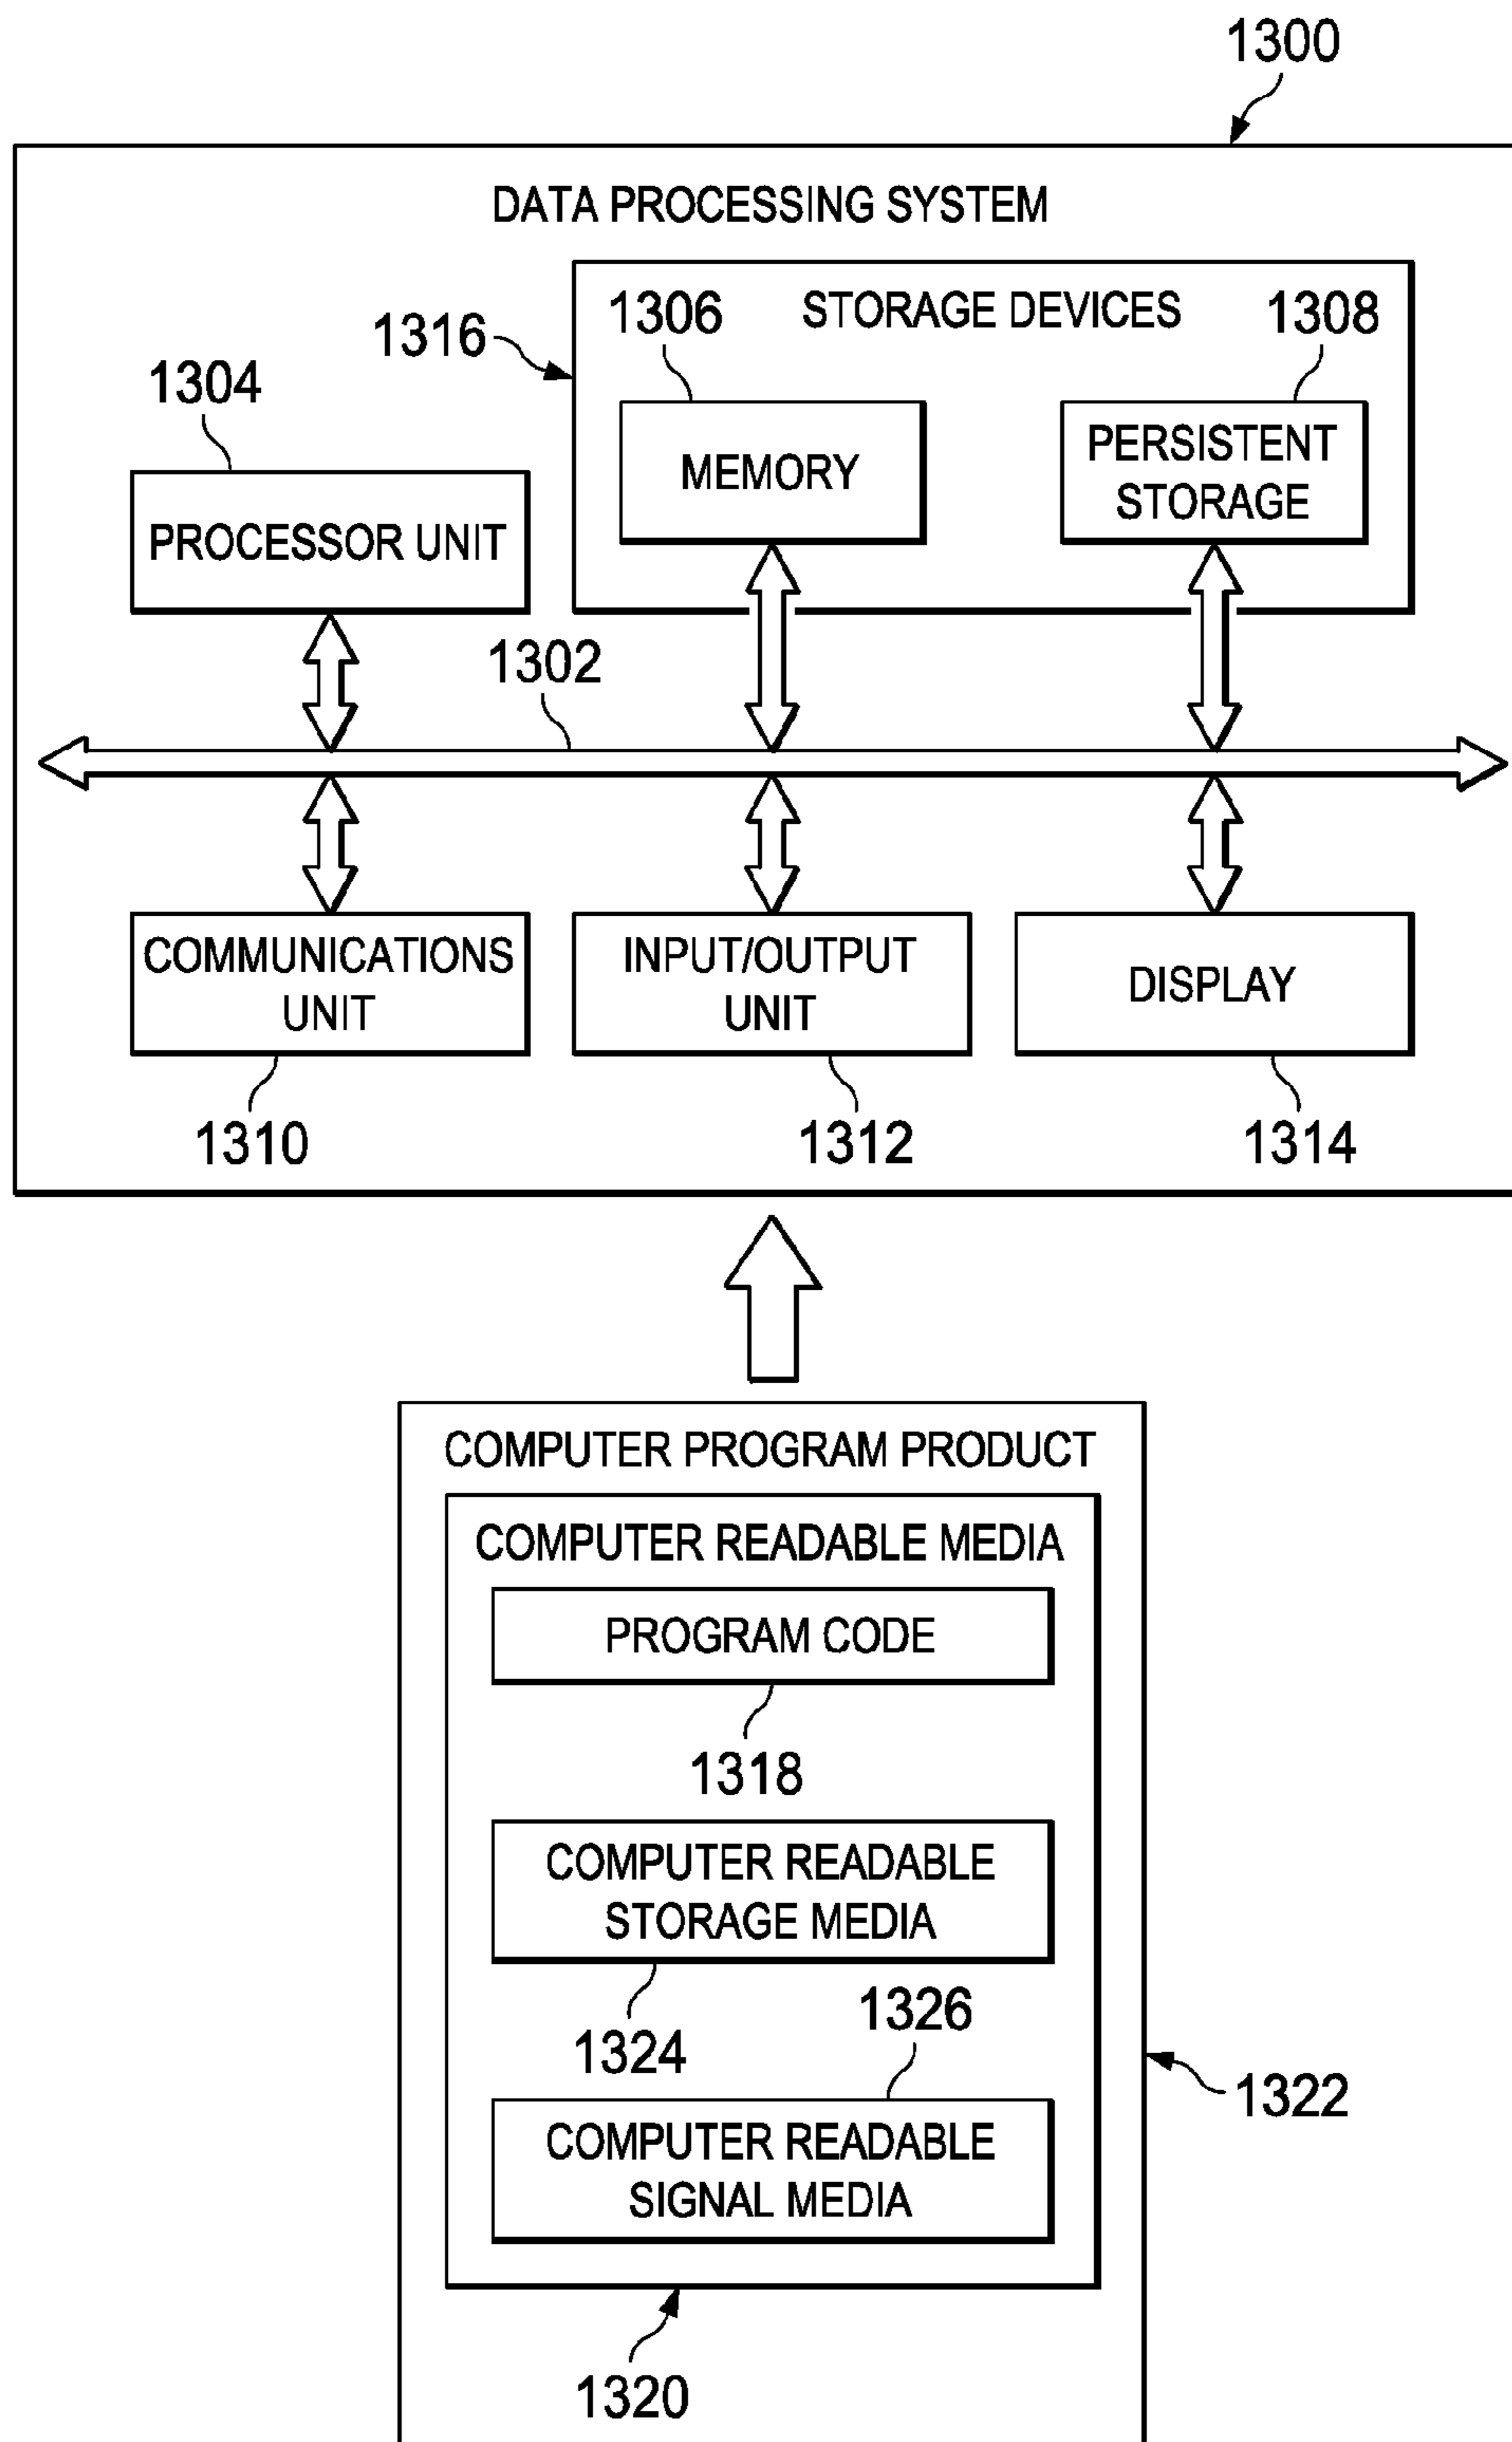 1300
DATA PROCESSING SYSTEM
1316
1306
STORAGE DEVICES
1308
1304
MEMORY
PERSISTENT
STORAGE
PROCESSOR UNIT
1302
COMMUNICATIONS
UNIT
INPUT/OUTPUT
UNIT
DISPLAY
1310
1312
1314
COMPUTER PROGRAM PRODUCT
COMPUTER READABLE MEDIA
PROGRAM CODE
1318
COMPUTER READABLE
STORAGE MEDIA
1324
1326
COMPUTER READABLE
SIGNAL MEDIA
1322
1320